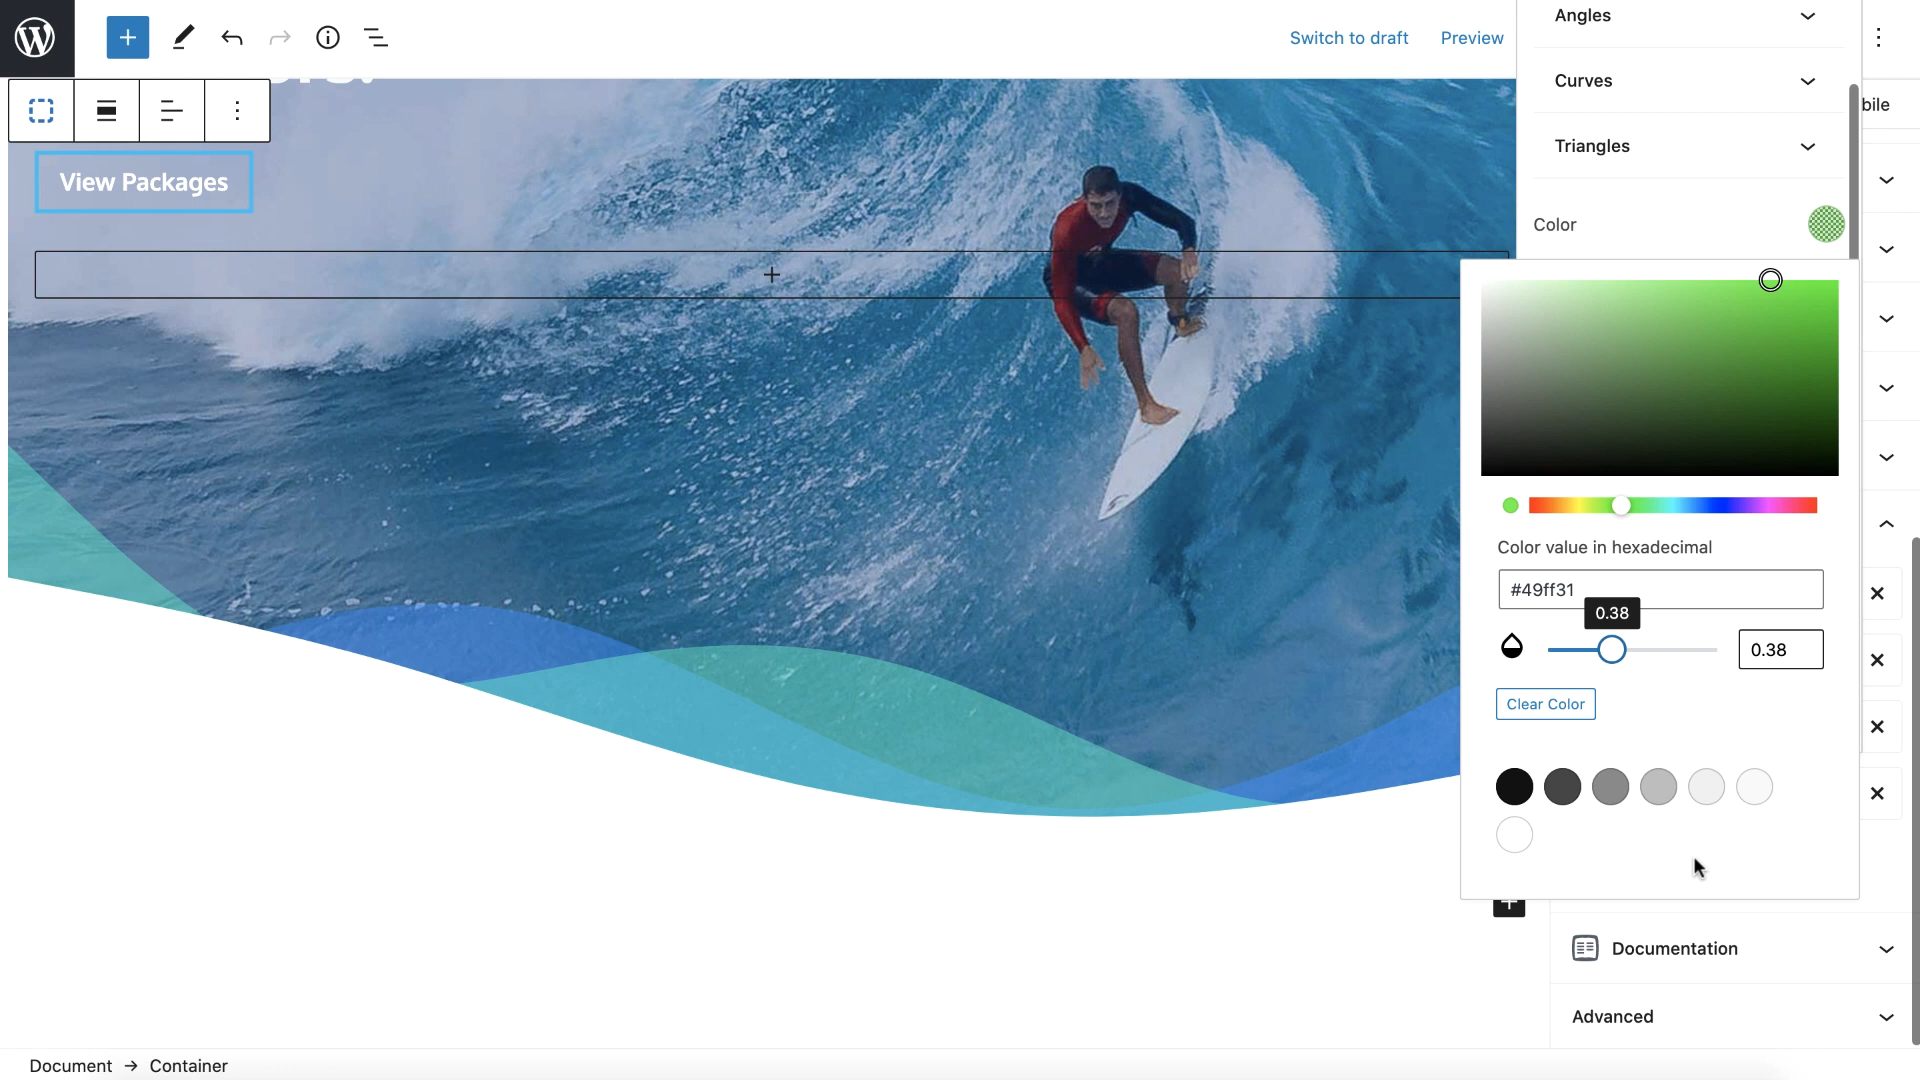 Switch to draft
Preview
Angles
Curves
Triangles
bile
View Packages
Color
Color value in hexadecimal
#49ff31
0.38
0.38
Clear Color
Documentation
Advanced
Document → Container